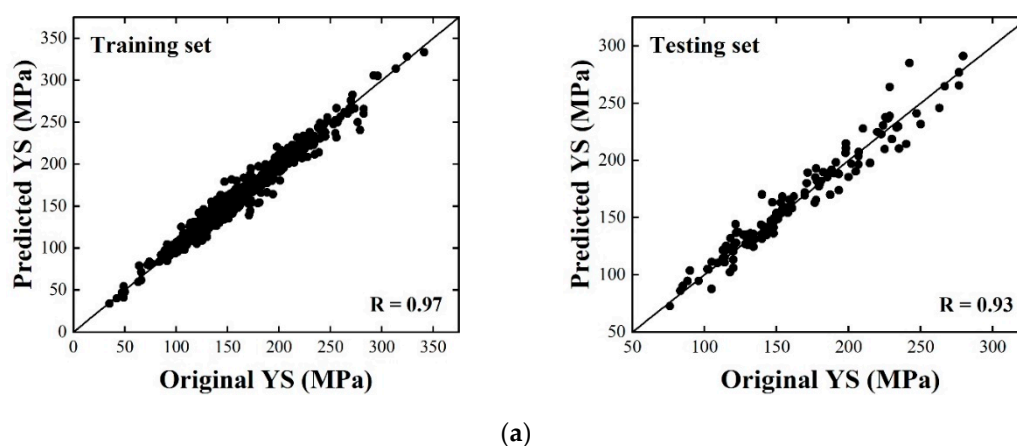 Training set
Predicted YS (MPa)
350
300
250
200
150
100
50
0
R = 0.97
0 50 100 150 200 250 300 350
Original YS (MPa)
Testing set
Predicted YS (MPa)
300
250
200
150
100
50
R = 0.93
50 100 150 200 250 300
Original YS (MPa)
(a)